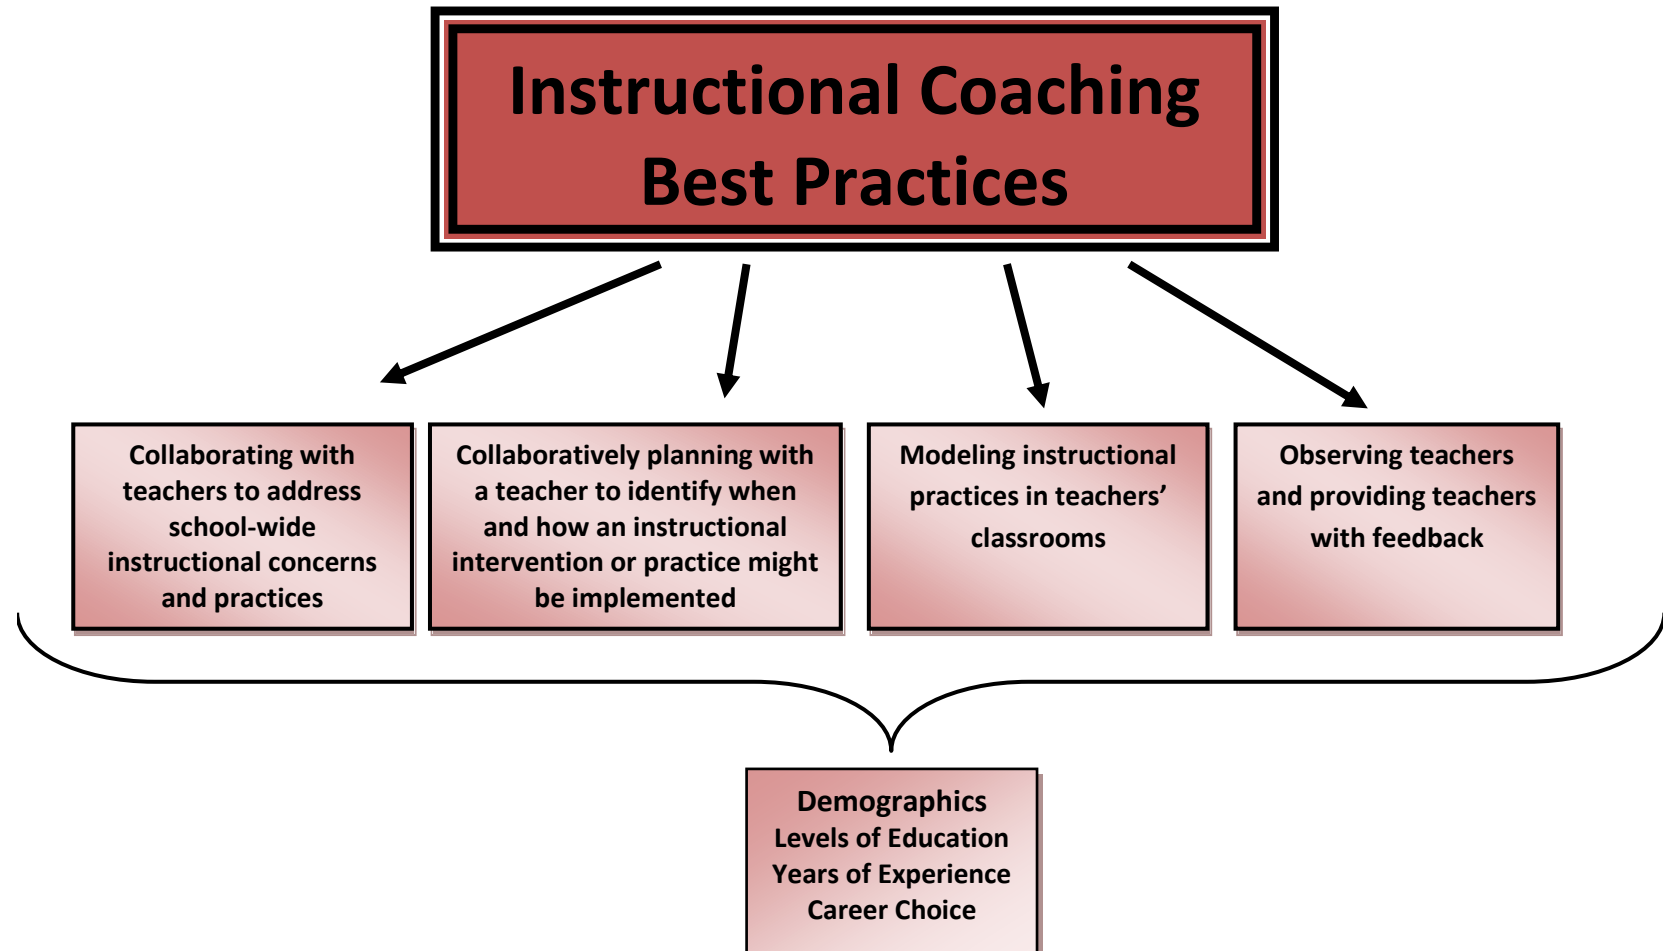 Instructional Coaching
Best Practices
Collaborating with
teachers to address
school-wide
instructional concerns
and practices
Collaboratively planning with
a teacher to identify when
and how an instructional
intervention or practice might
be implemented
Modeling instructional
practices in teachers’
classrooms
Observing teachers
and providing teachers
with feedback
Demographics
Levels of Education
Years of Experience
Career Choice